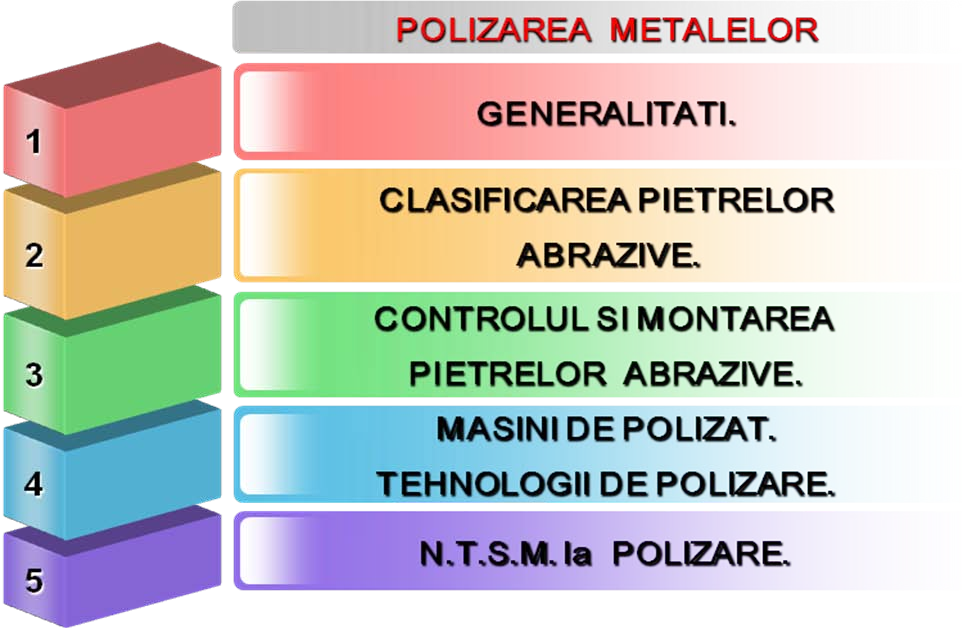 POLIZAREA METALELOR
1
GENERALITATI.
2
CLASIFICAREA PIETRELOR
ABRAZIVE.
3
CONTROLUL SI MONTAREA
PIETRELOR ABRAZIVE.
4
MASINI DE POLIZAT.
TEHNOLOGII DE POLIZARE.
5
N.T.S.M. la POLIZARE.